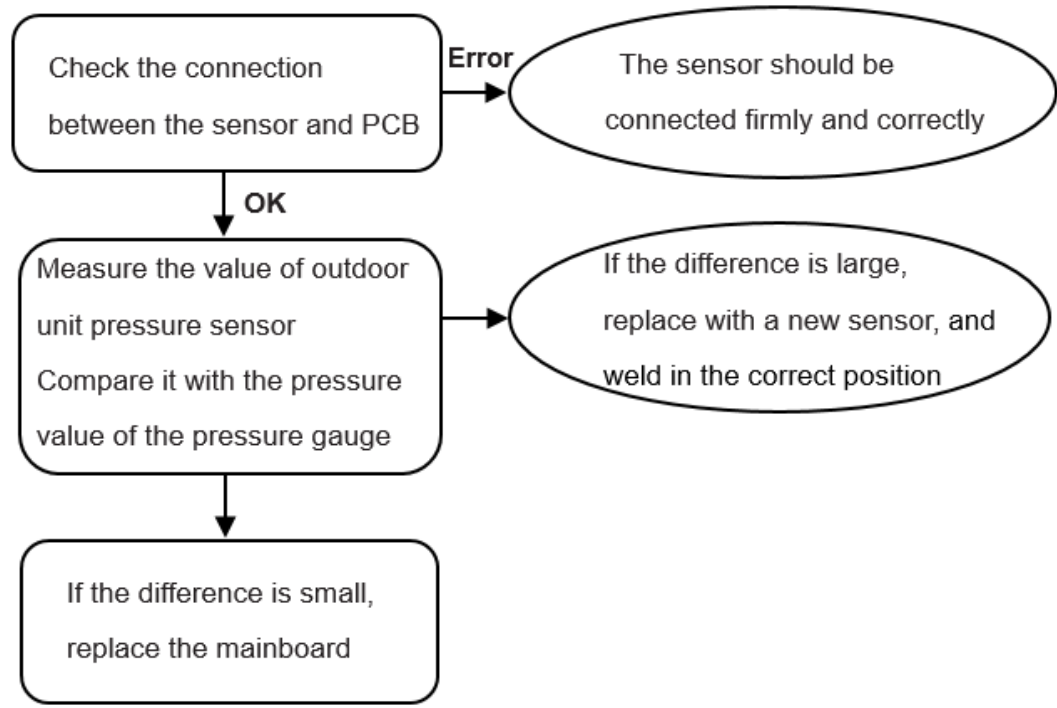 Check the connection
between the sensor and PCB
Error
The sensor should be
connected firmly and correctly
OK
Measure the value of outdoor
unit pressure sensor
Compare it with the pressure
value of the pressure gauge
If the difference is large,
replace with a new sensor, and
weld in the correct position
If the difference is small,
replace the mainboard